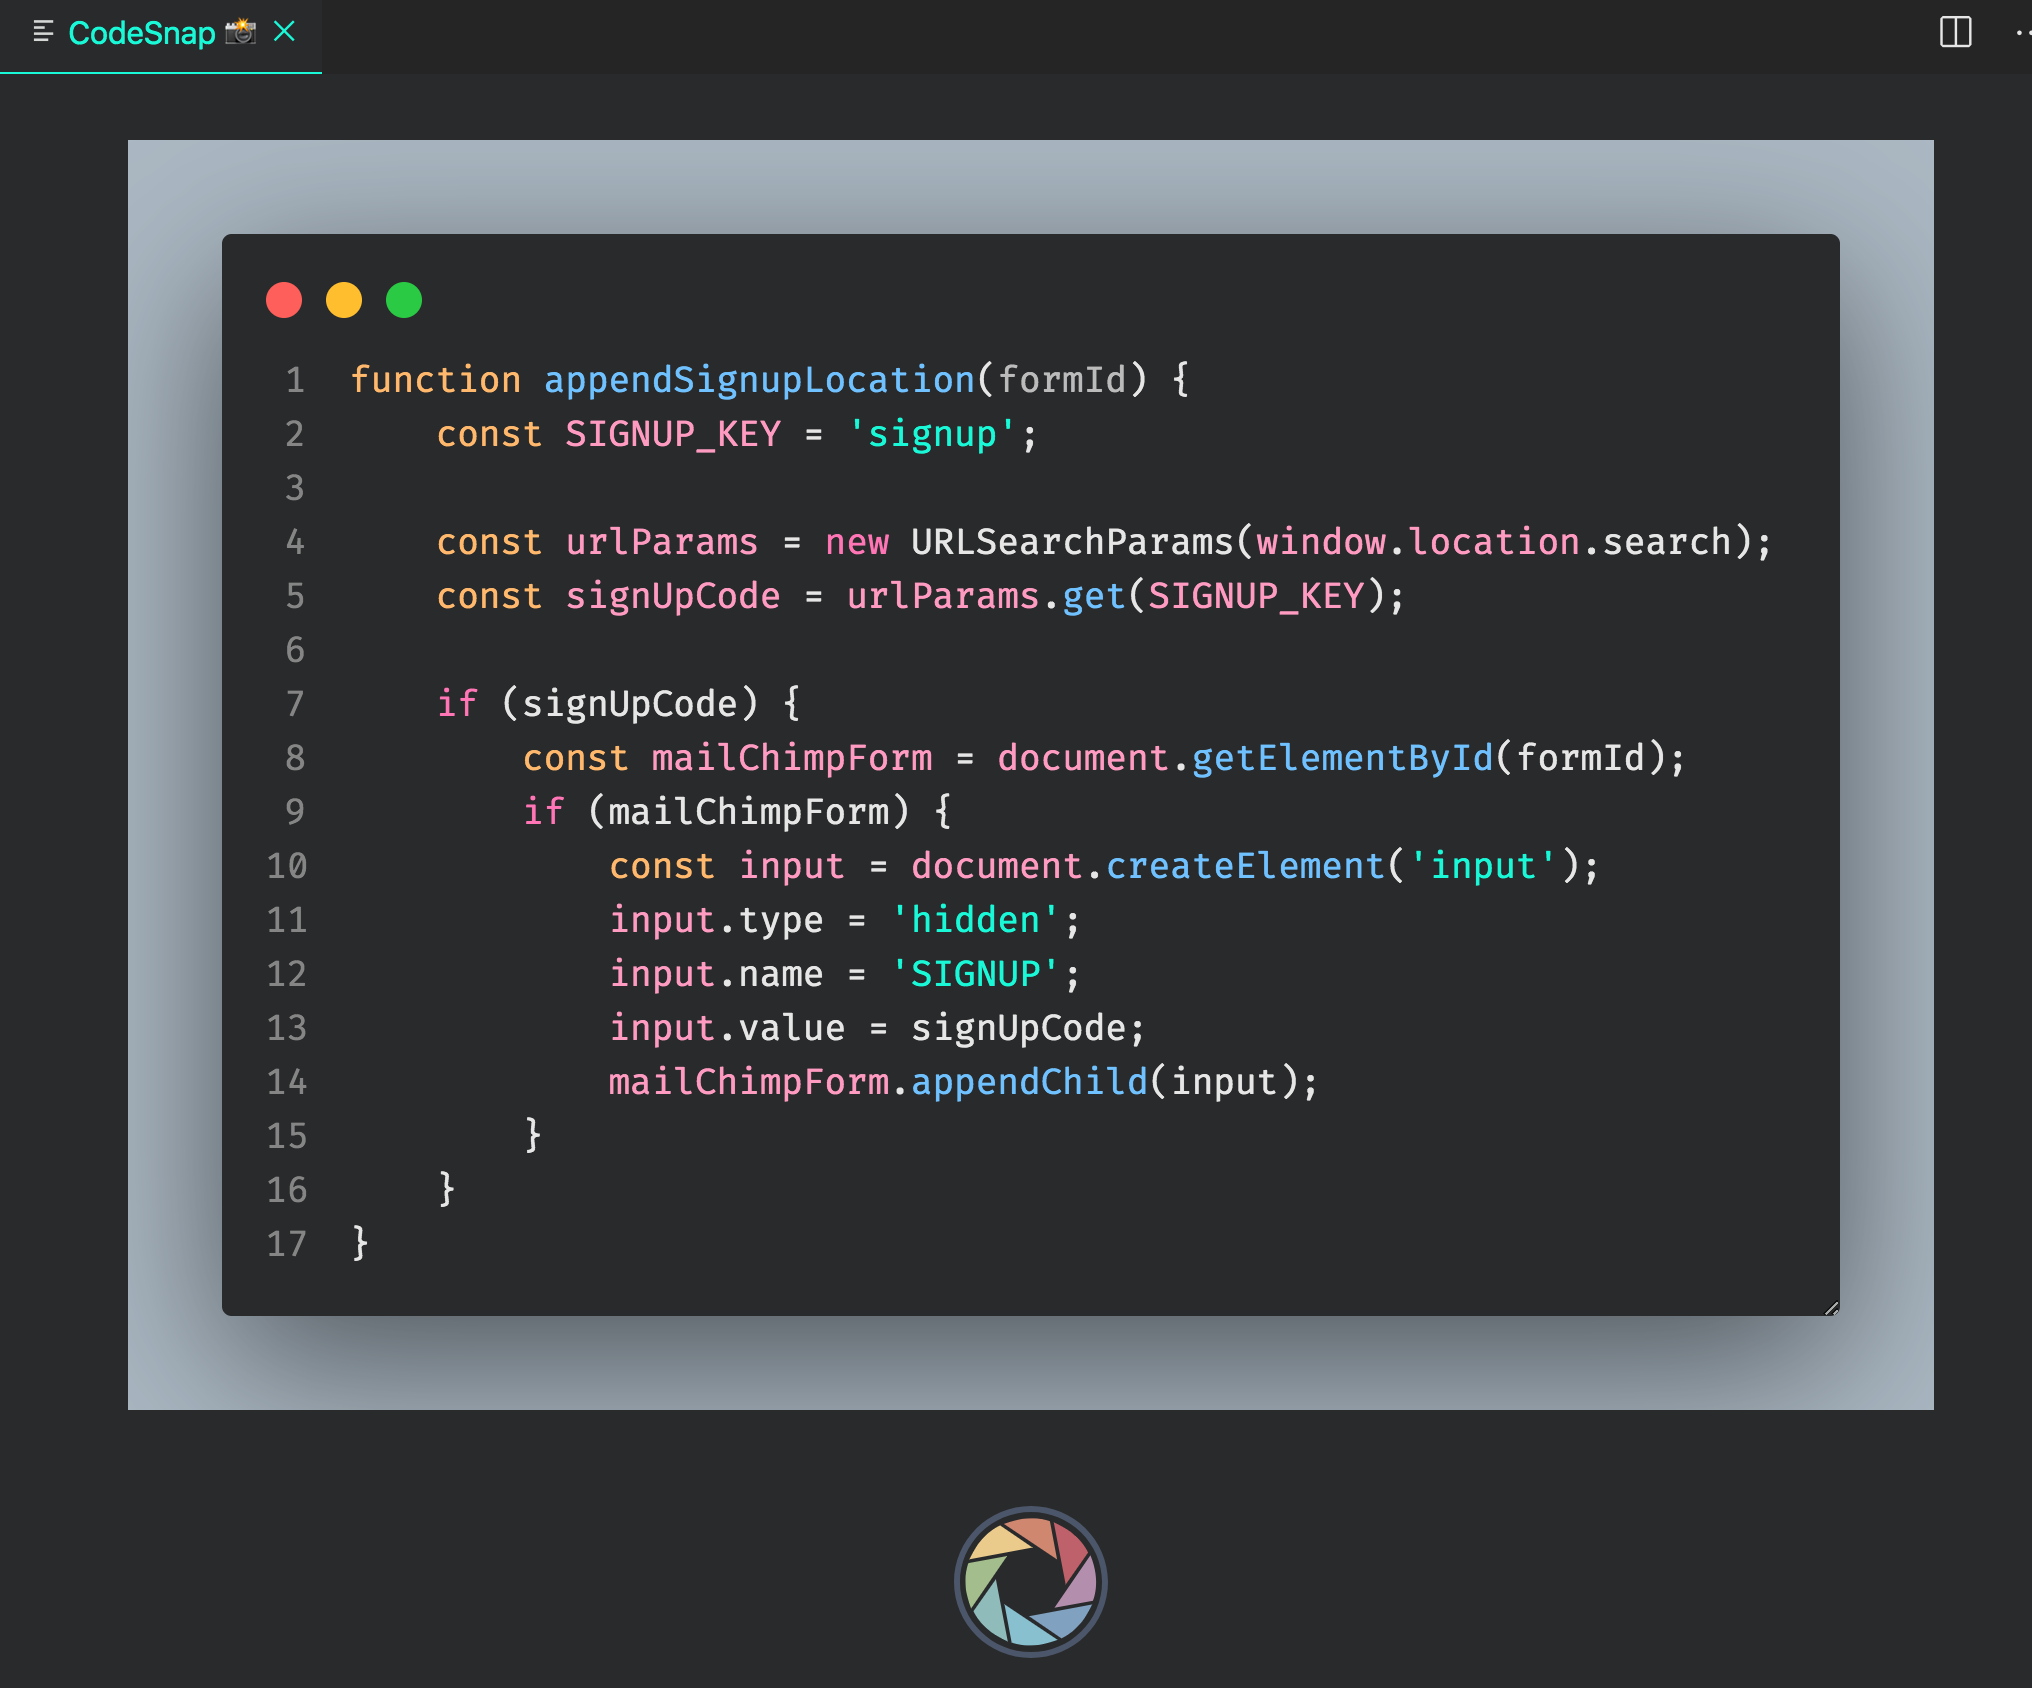 CodeSnap 📸
1 function appendSignupLocation(formId) {
2     const SIGNUP_KEY = 'signup';
3
4     const urlParams = new URLSearchParams(window.location.search);
5     const signUpCode = urlParams.get(SIGNUP_KEY);
6
7     if (signUpCode) {
8         const mailChimpForm = document.getElementById(formId);
9         if (mailChimpForm) {
10             const input = document.createElement('input');
11             input.type = 'hidden';
12             input.name = 'SIGNUP';
13             input.value = signUpCode;
14             mailChimpForm.appendChild(input);
15         }
16     }
17 }